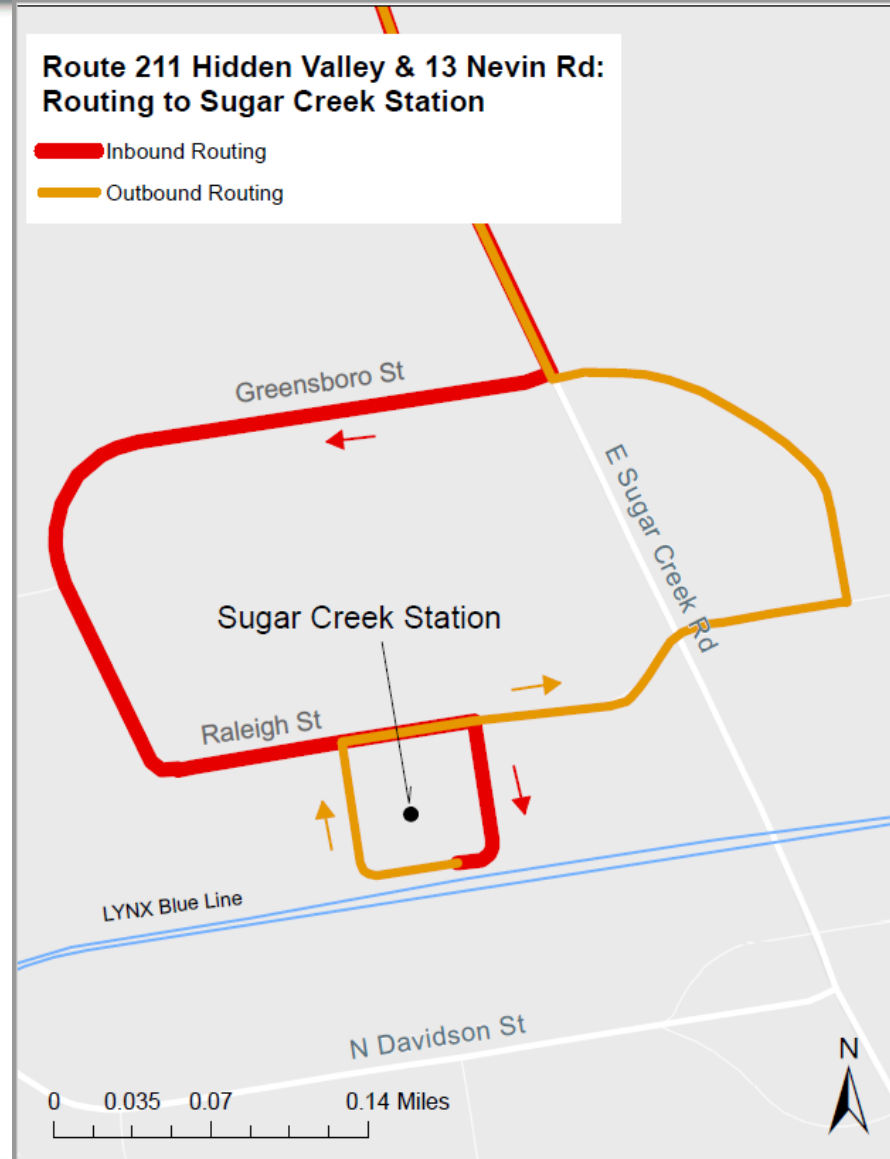 Route 211 Hidden Valley & 13 Nevin Rd:
Routing to Sugar Creek Station
Inbound Routing
Outbound Routing
Greensboro St
E Sugar Creek Rd
Sugar Creek Station
Raleigh St
LYNX Blue Line
N Davidson St
N
0 0.035 0.07 0.14 Miles